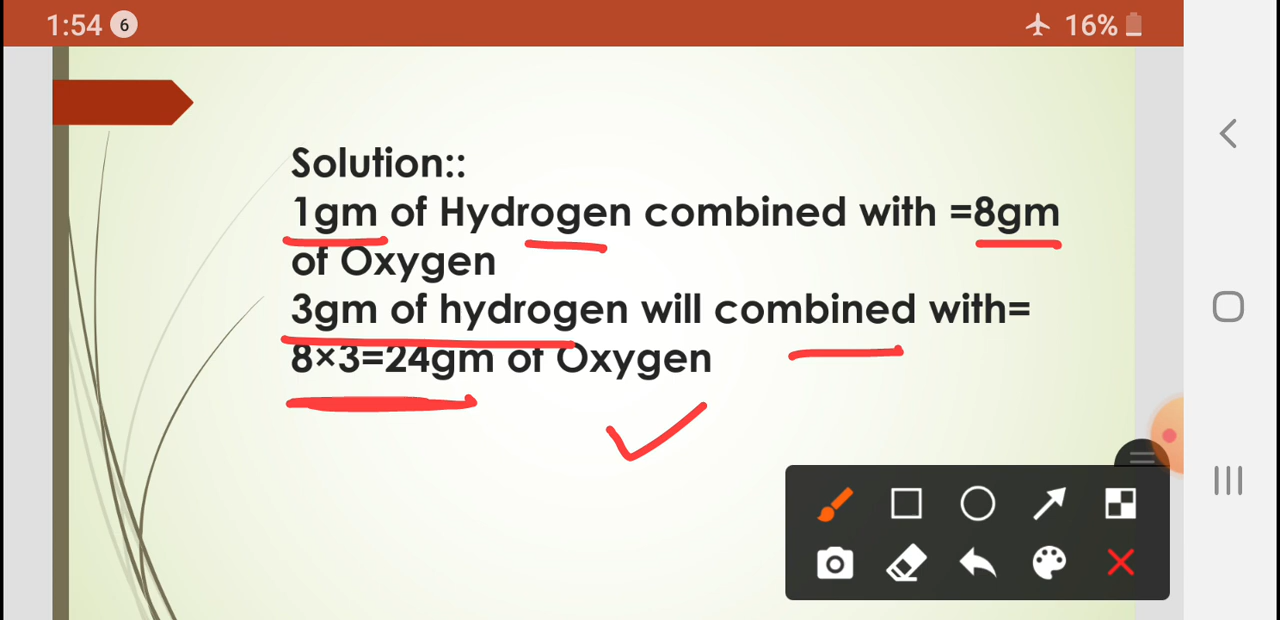 1:54 6 16%
Solution::
1gm of Hydrogen combined with =8gm
of Oxygen
3gm of hydrogen will combined with=
8×3=24gm of Oxygen